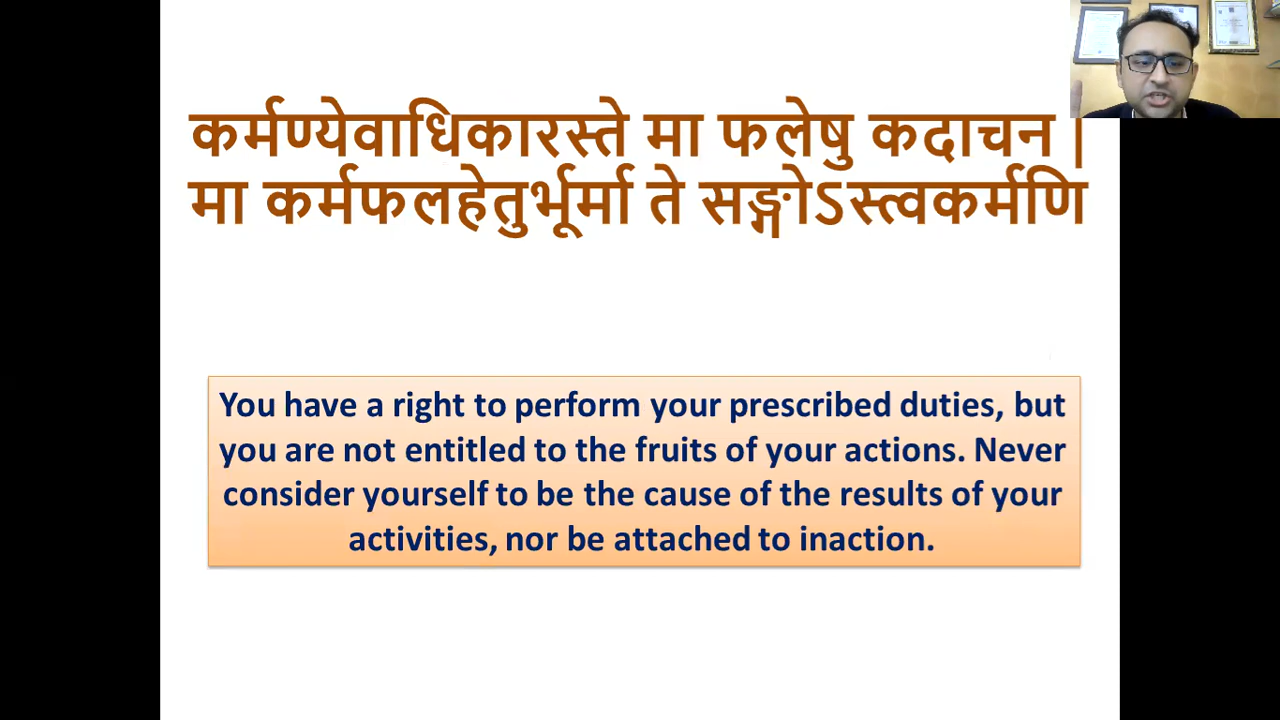 कर्मण्येवाधिकारस्ते मा फलेषु कदाचन |
मा कर्मफलहेतुर्भूर्मा ते सङ्गोऽस्त्वकर्मणि
You have a right to perform your prescribed duties, but
you are not entitled to the fruits of your actions. Never
consider yourself to be the cause of the results of your
activities, nor be attached to inaction.